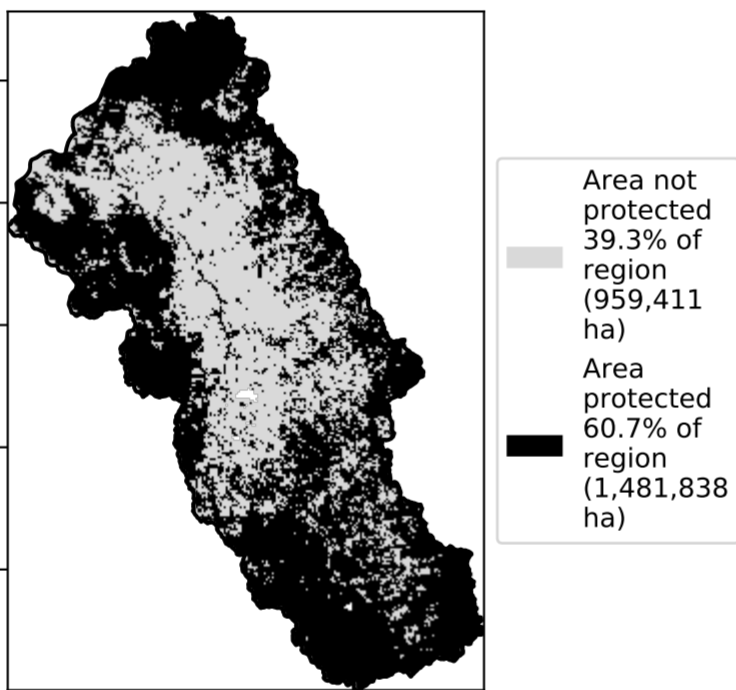 Area not
protected
39.3% of
region
(959,411
ha)
Area
protected
60.7% of
region
(1,481,838
ha)